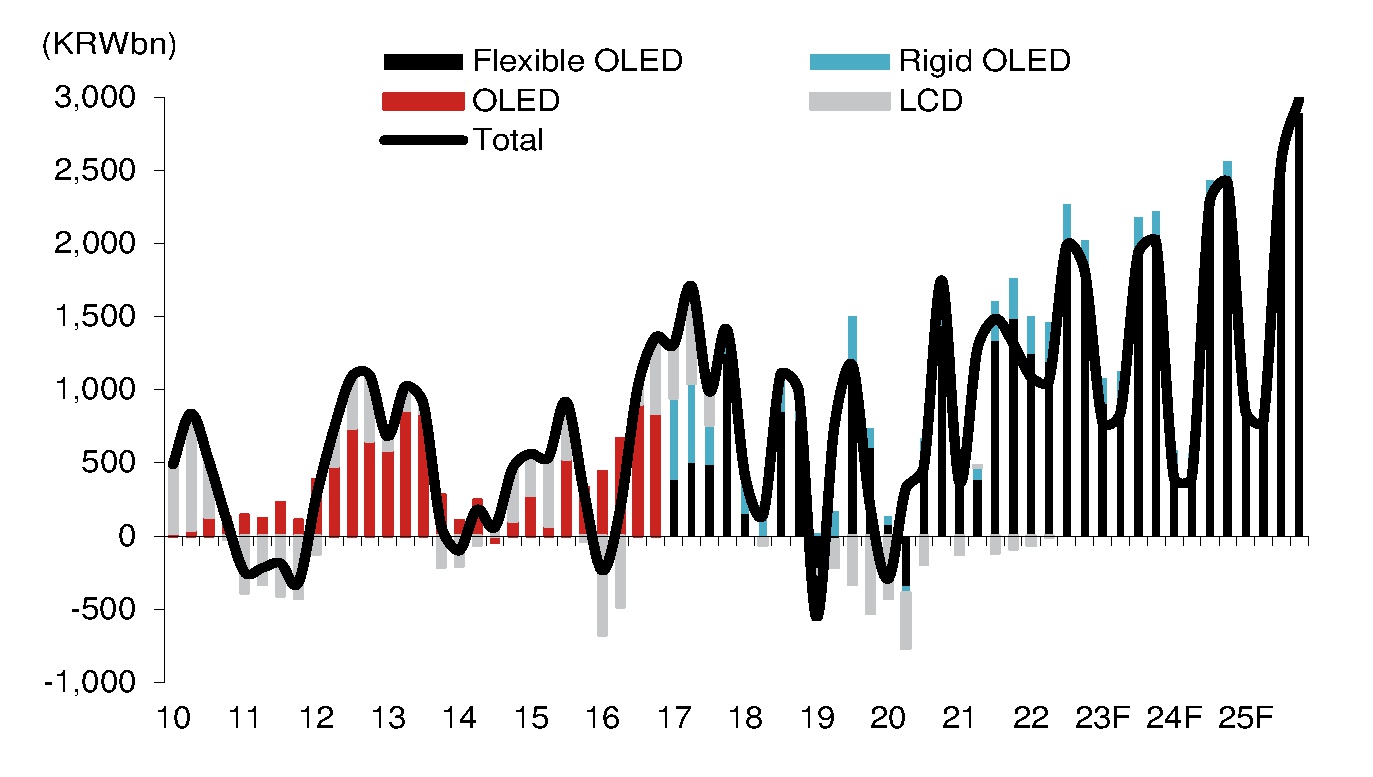 (KRWbn)
Flexible OLED
Rigid OLED
OLED
LCD
Total
3,000
2,500
2,000
1,500
1,000
500
0
-500
-1,000
10 11 12 13 14 15 16 17 18 19 20 21 22 23F 24F 25F